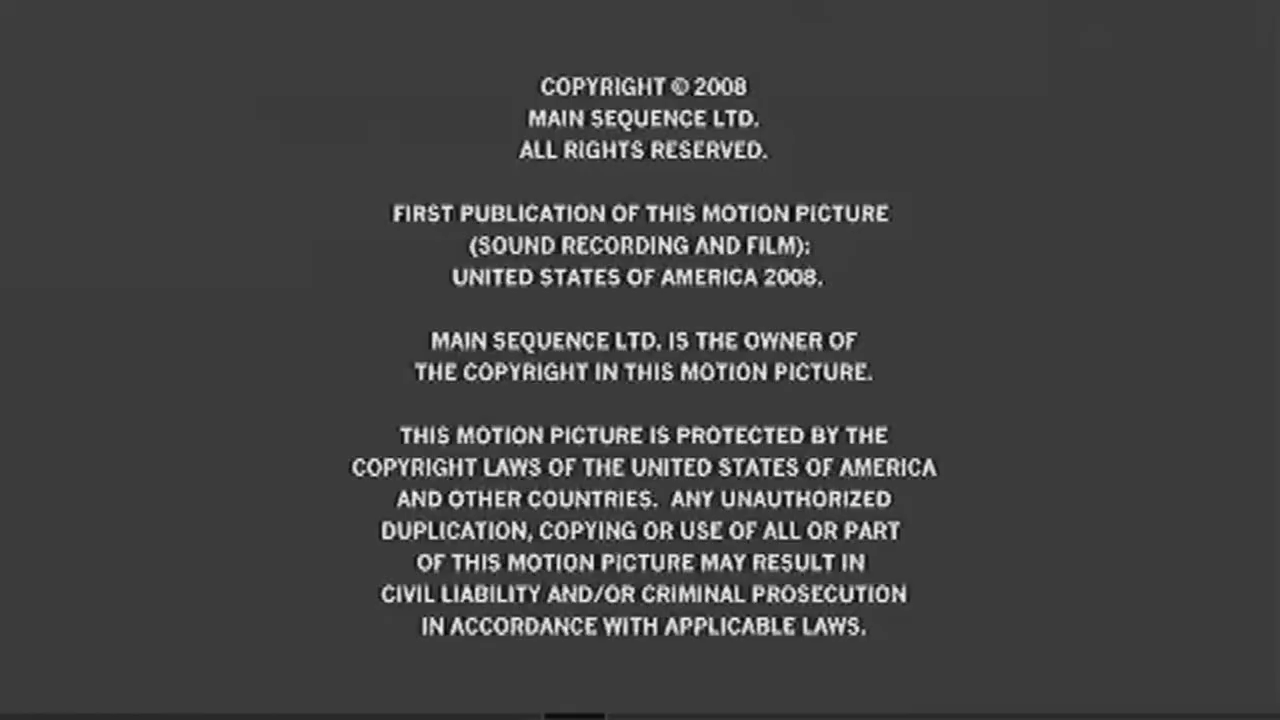 COPYRIGHT © 2008
MAIN SEQUENCE LTD.
ALL RIGHTS RESERVED.
FIRST PUBLICATION OF THIS MOTION PICTURE
(SOUND RECORDING AND FILM):
UNITED STATES OF AMERICA 2008.
MAIN SEQUENCE LTD. IS THE OWNER OF
THE COPYRIGHT IN THIS MOTION PICTURE.
THIS MOTION PICTURE IS PROTECTED BY THE
COPYRIGHT LAWS OF THE UNITED STATES OF AMERICA
AND OTHER COUNTRIES.  ANY UNAUTHORIZED
DUPLICATION, COPYING OR USE OF ALL OR PART
OF THIS MOTION PICTURE MAY RESULT IN
CIVIL LIABILITY AND/OR CRIMINAL PROSECUTION
IN ACCORDANCE WITH APPLICABLE LAWS.